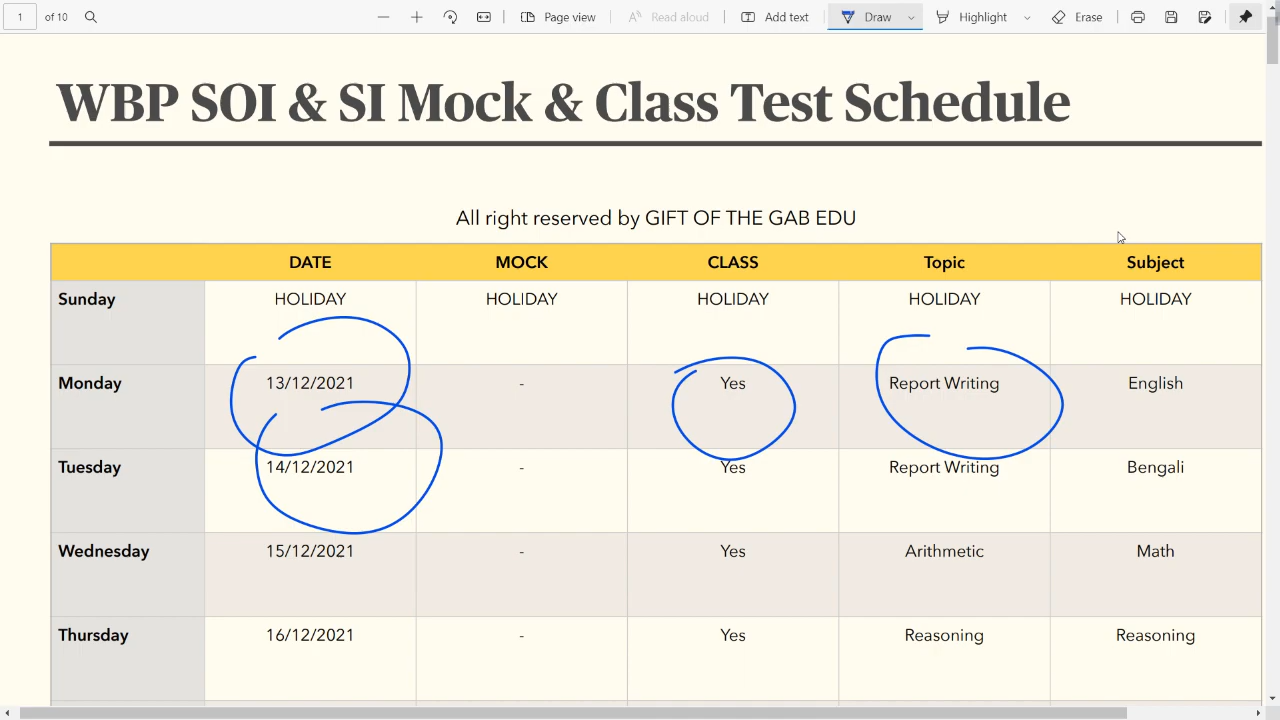 1 of 10 Page view Read aloud Add text Draw Highlight Erase
WBP SOI & SI Mock & Class Test Schedule
All right reserved by GIFT OF THE GAB EDU
DATE MOCK CLASS Topic Subject
Sunday HOLIDAY HOLIDAY HOLIDAY HOLIDAY HOLIDAY
Monday 13/12/2021 - Yes Report Writing English
Tuesday 14/12/2021 - Yes Report Writing Bengali
Wednesday 15/12/2021 - Yes Arithmetic Math
Thursday 16/12/2021 - Yes Reasoning Reasoning